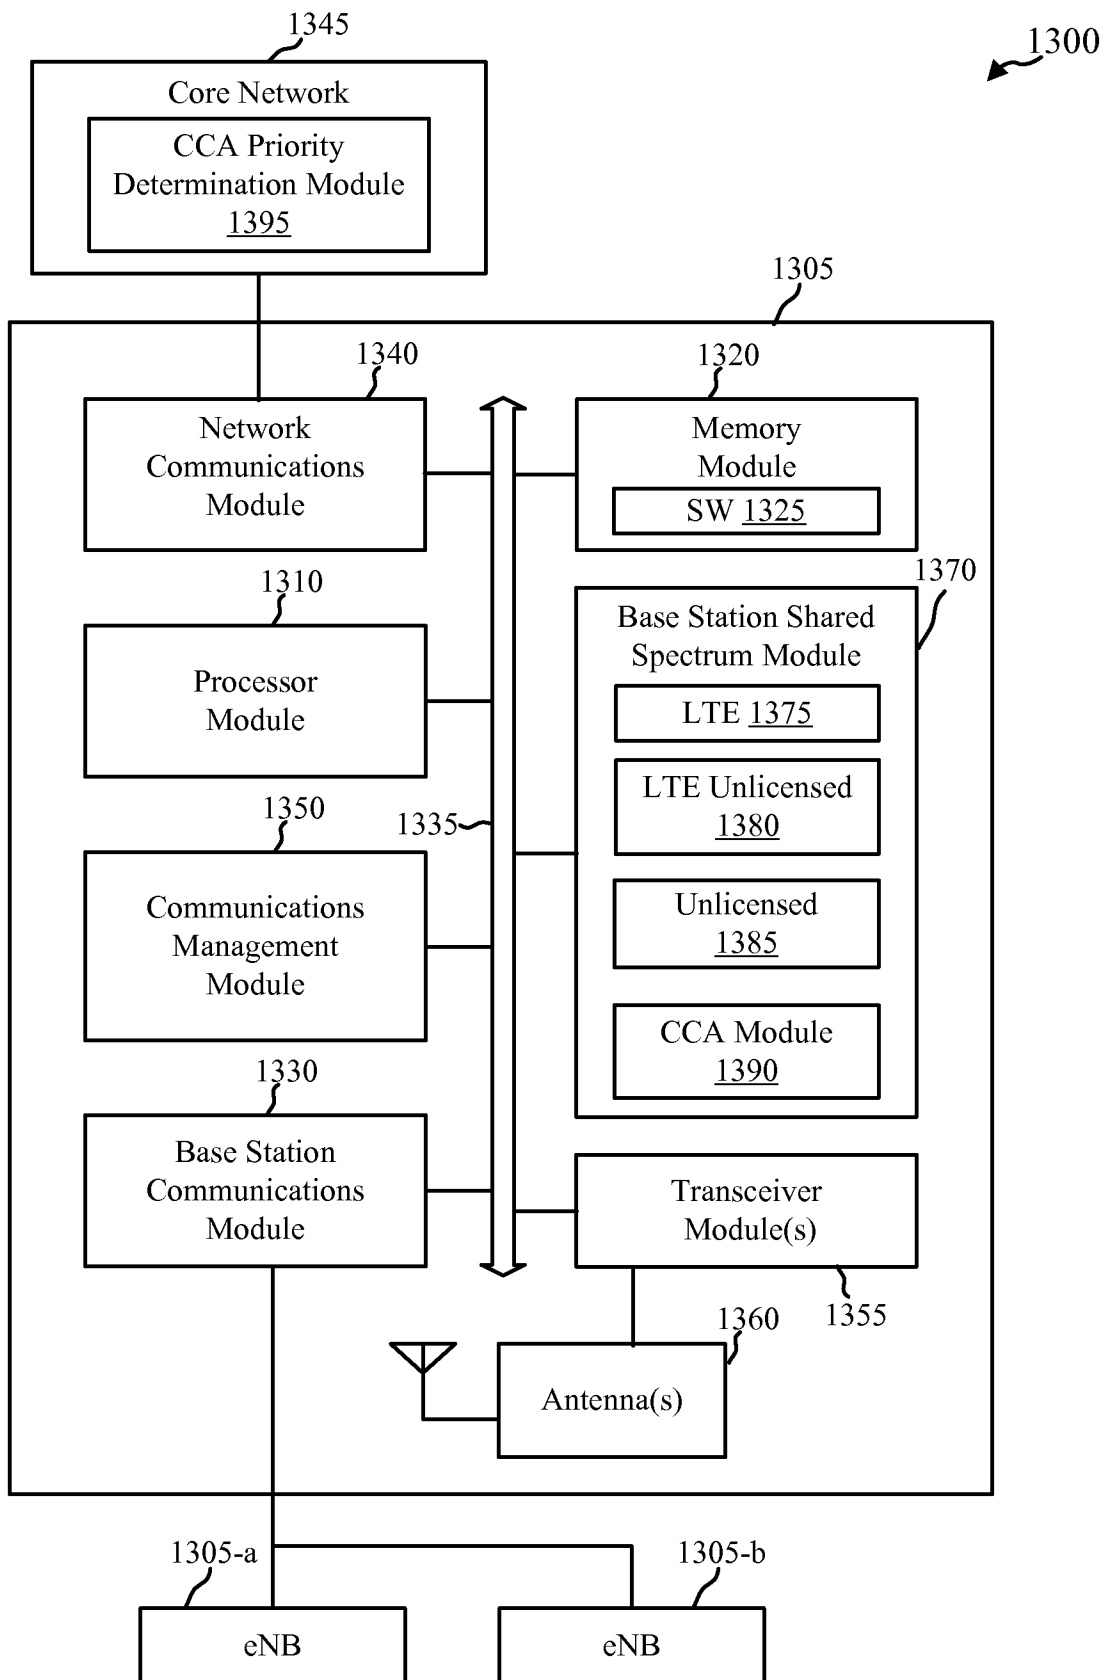 1345
1300
Core Network
CCA Priority
Determination Module
1395
1305
1340
1320
Network
Communications
Module
Memory
Module
SW 1325
1310
1370
Processor
Module
Base Station Shared
Spectrum Module
LTE 1375
LTE Unlicensed
1380
1350
1335
Communications
Management
Module
Unlicensed
1385
CCA Module
1390
1330
Base Station
Communications
Module
Transceiver
Module(s)
1355
1360
Antenna(s)
1305-a
1305-b
eNB
eNB